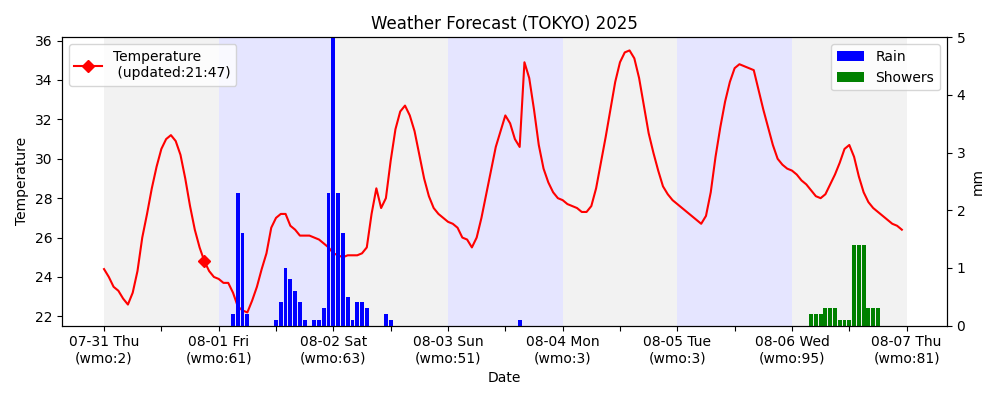 Weather Forecast (TOKYO) 2025
Temperature
(updated:21:47)
Rain
Showers
Temperature
36
34
32
30
28
26
24
22
5
4
3
2
1
0
mm
07-31 Thu
(wmo:2)
08-01 Fri
(wmo:61)
08-02 Sat
(wmo:63)
08-03 Sun
(wmo:51)
08-04 Mon
(wmo:3)
08-05 Tue
(wmo:3)
08-06 Wed
(wmo:95)
08-07 Thu
(wmo:81)
Date